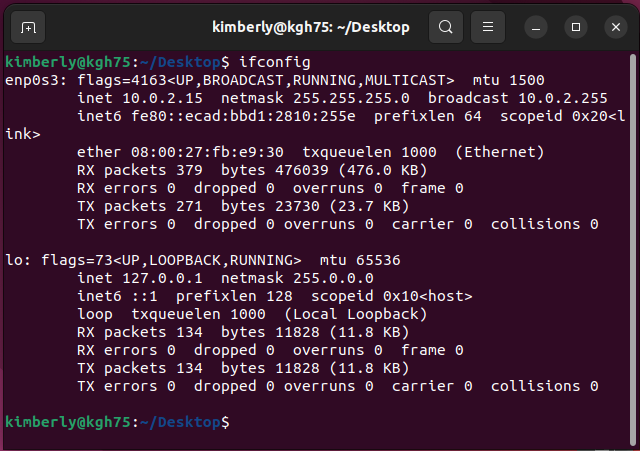 kimberly@kgh75: ~/Desktop
kimberly@kgh75:~/Desktop$ ifconfig
enp0s3: flags=4163<UP,BROADCAST,RUNNING,MULTICAST>  mtu 1500
        inet 10.0.2.15  netmask 255.255.255.0  broadcast 10.0.2.255
        inet6 fe80::ecad:bbd1:2810:255e  prefixlen 64  scopeid 0x20<l
ink>
        ether 08:00:27:fb:e9:30  txqueuelen 1000  (Ethernet)
        RX packets 379  bytes 476039 (476.0 KB)
        RX errors 0  dropped 0  overruns 0  frame 0
        TX packets 271  bytes 23730 (23.7 KB)
        TX errors 0  dropped 0 overruns 0  carrier 0  collisions 0

lo: flags=73<UP,LOOPBACK,RUNNING>  mtu 65536
        inet 127.0.0.1  netmask 255.0.0.0
        inet6 ::1  prefixlen 128  scopeid 0x10<host>
        loop  txqueuelen 1000  (Local Loopback)
        RX packets 134  bytes 11828 (11.8 KB)
        RX errors 0  dropped 0  overruns 0  frame 0
        TX packets 134  bytes 11828 (11.8 KB)
        TX errors 0  dropped 0 overruns 0  carrier 0  collisions 0

kimberly@kgh75:~/Desktop$